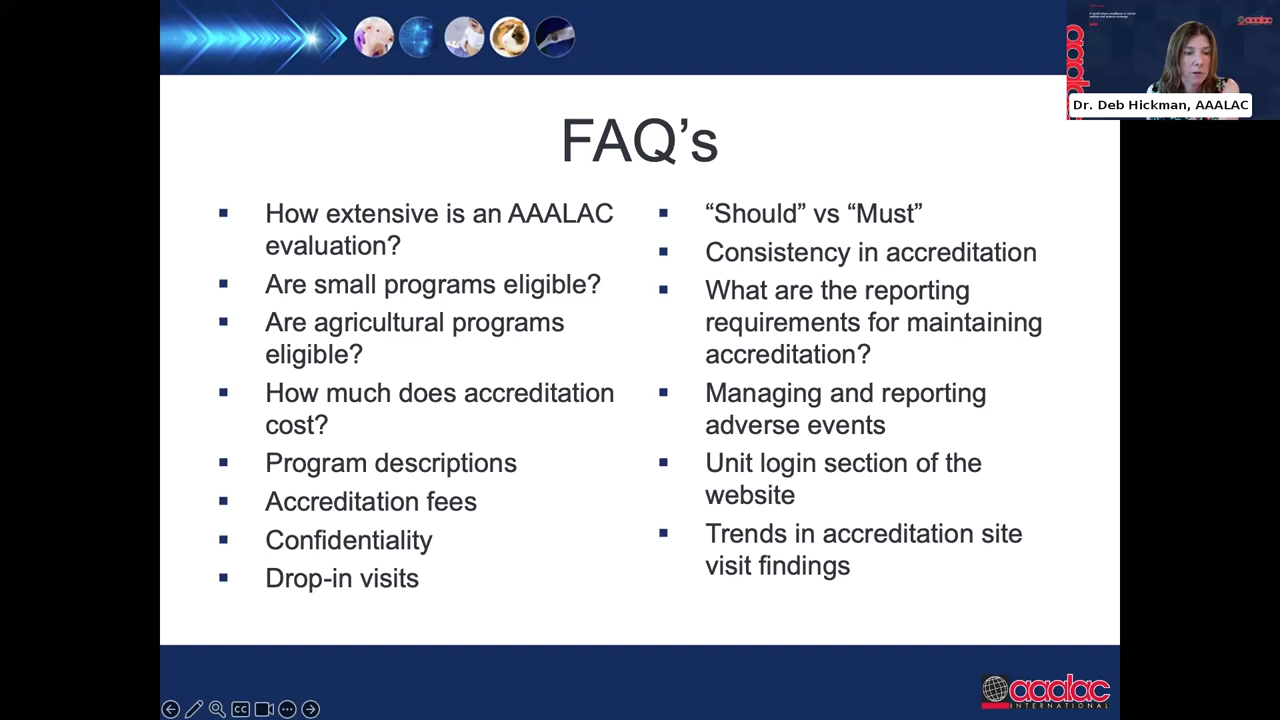 FAQ’s
How extensive is an AAALAC
evaluation?
Are small programs eligible?
Are agricultural programs
eligible?
How much does accreditation
cost?
Program descriptions
Accreditation fees
Confidentiality
Drop-in visits
“Should” vs “Must”
Consistency in accreditation
What are the reporting
requirements for maintaining
accreditation?
Managing and reporting
adverse events
Unit login section of the
website
Trends in accreditation site
visit findings
Dr. Deb Hickman, AAALAC
aaalac
INTERNATIONAL
CC